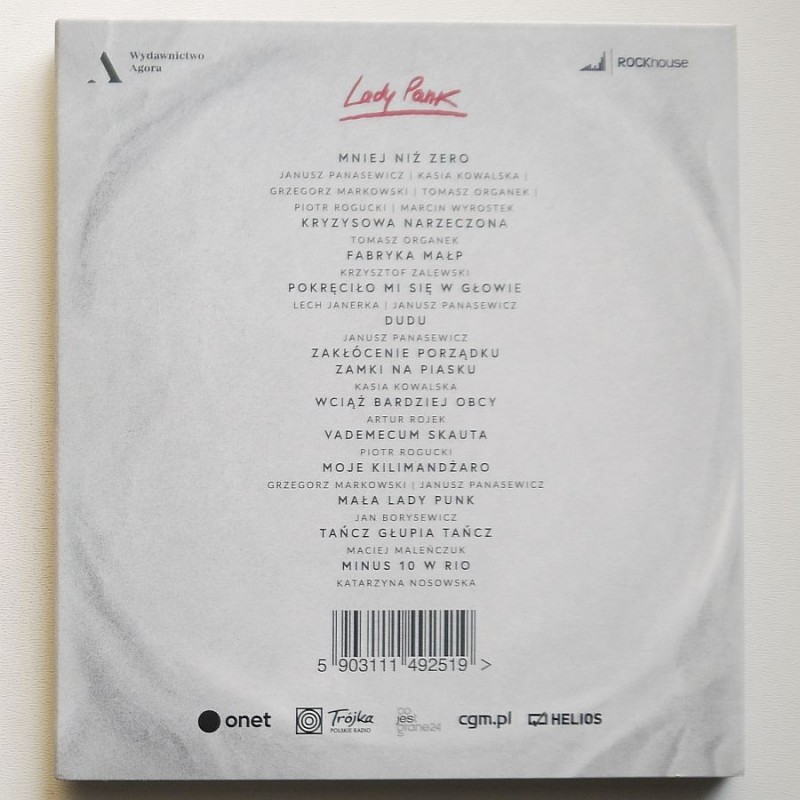 Wydawnictwo
Agora
ROCKhouse
Lady Pank
MNIEJ NIŻ ZERO
JANUSZ PANASEWICZ | KASIA KOWALSKA |
GRZEGORZ MARKOWSKI | TOMASZ ORGANEK |
PIOTR ROGUCKI | MARCIN WYROSTEK
KRYZYSOWA NARZECZONA
TOMASZ ORGANEK
FABRYKA MAŁP
KRZYSZTOF ZALEWSKI
POKRĘCIŁO MI SIĘ W GŁOWIE
LECH JANERKA | JANUSZ PANASEWICZ
DUDU
JANUSZ PANASEWICZ
ZAKŁÓCENIE PORZĄDKU
ZAMKI NA PIASKU
KASIA KOWALSKA
WCIĄŻ BARDZIEJ OBCY
ARTUR ROJEK
VADEMECUM SKAUTA
PIOTR ROGUCKI
MOJE KILIMANDŻARO
GRZEGORZ MARKOWSKI | JANUSZ PANASEWICZ
MAŁA LADY PUNK
JAN BORYSEWICZ
TAŃCZ GŁUPIA TAŃCZ
MACIEJ MALEŃCZUK
MINUS 10 W RIO
KATARZYNA NOSOWSKA
5 903111 492519 >
onet
Trójka
POLSKIE RADIO
co
jest
grane24
cgm.pl
HELIOS